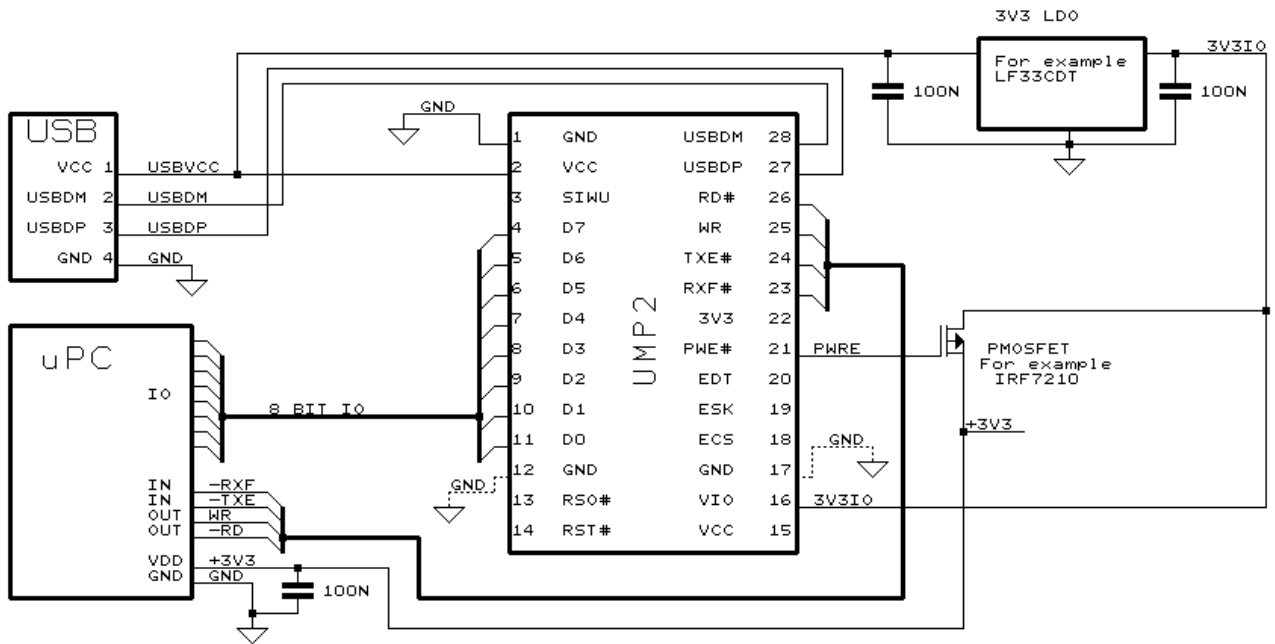 3V3 LDO
For example
LF33CDT
3V3IO
100N
100N
USB
VCC 1 USBVCC
USBDM 2 USBDM
USBDP 3 USBDP
GND 4 GND
GND
1 GND USBDM 28
2 VCC USBDP 27
3 SIWU RD# 26
4 D7 WR 25
5 D6 TXE# 24
6 D5 RXF# 23
7 D4 3V3 22
8 D3 PWE# 21
9 D2 EDT 20
10 D1 ESK 19
11 D0 ECS 18
12 GND GND 17
13 RSO# VIO 16
14 RST# VCC 15
UMP2
PWRE
PMOSFET
For example
IRF7210
+3V3
GND
GND
3V3IO
uPC
IO
8 BIT IO
IN -RXF
IN -TXE
OUT WR
OUT -RD
VDD +3V3
GND GND
100N